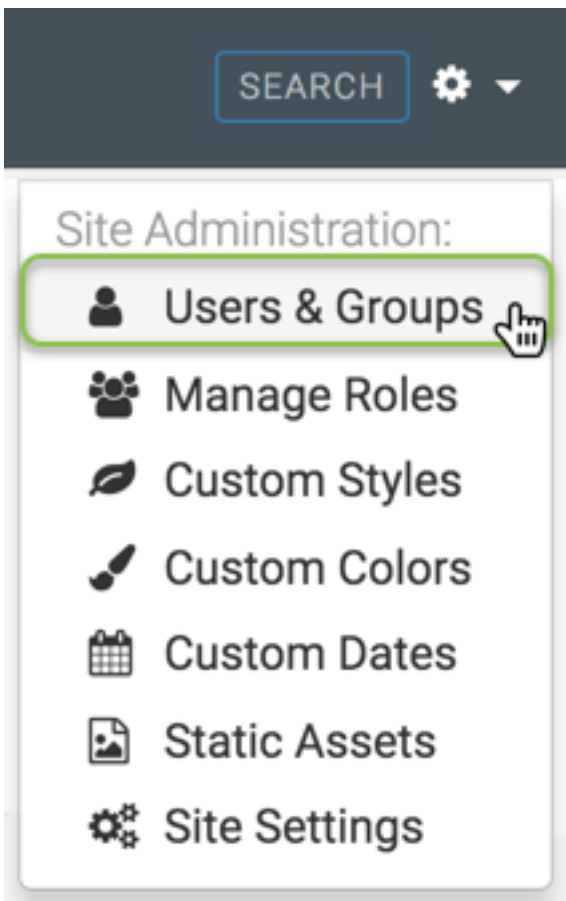 SEARCH
Site Administration:
Users & Groups
Manage Roles
Custom Styles
Custom Colors
Custom Dates
Static Assets
Site Settings